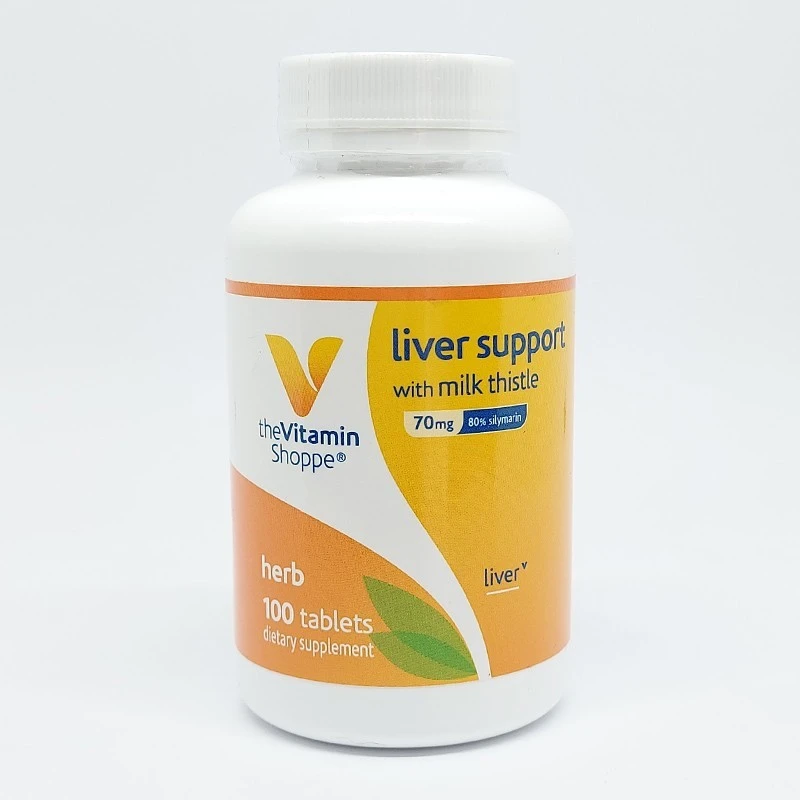 theVitamin
Shoppe®
liver support
with milk thistle
70mg 80% silymarin
herb
100 tablets
dietary supplement
liver v